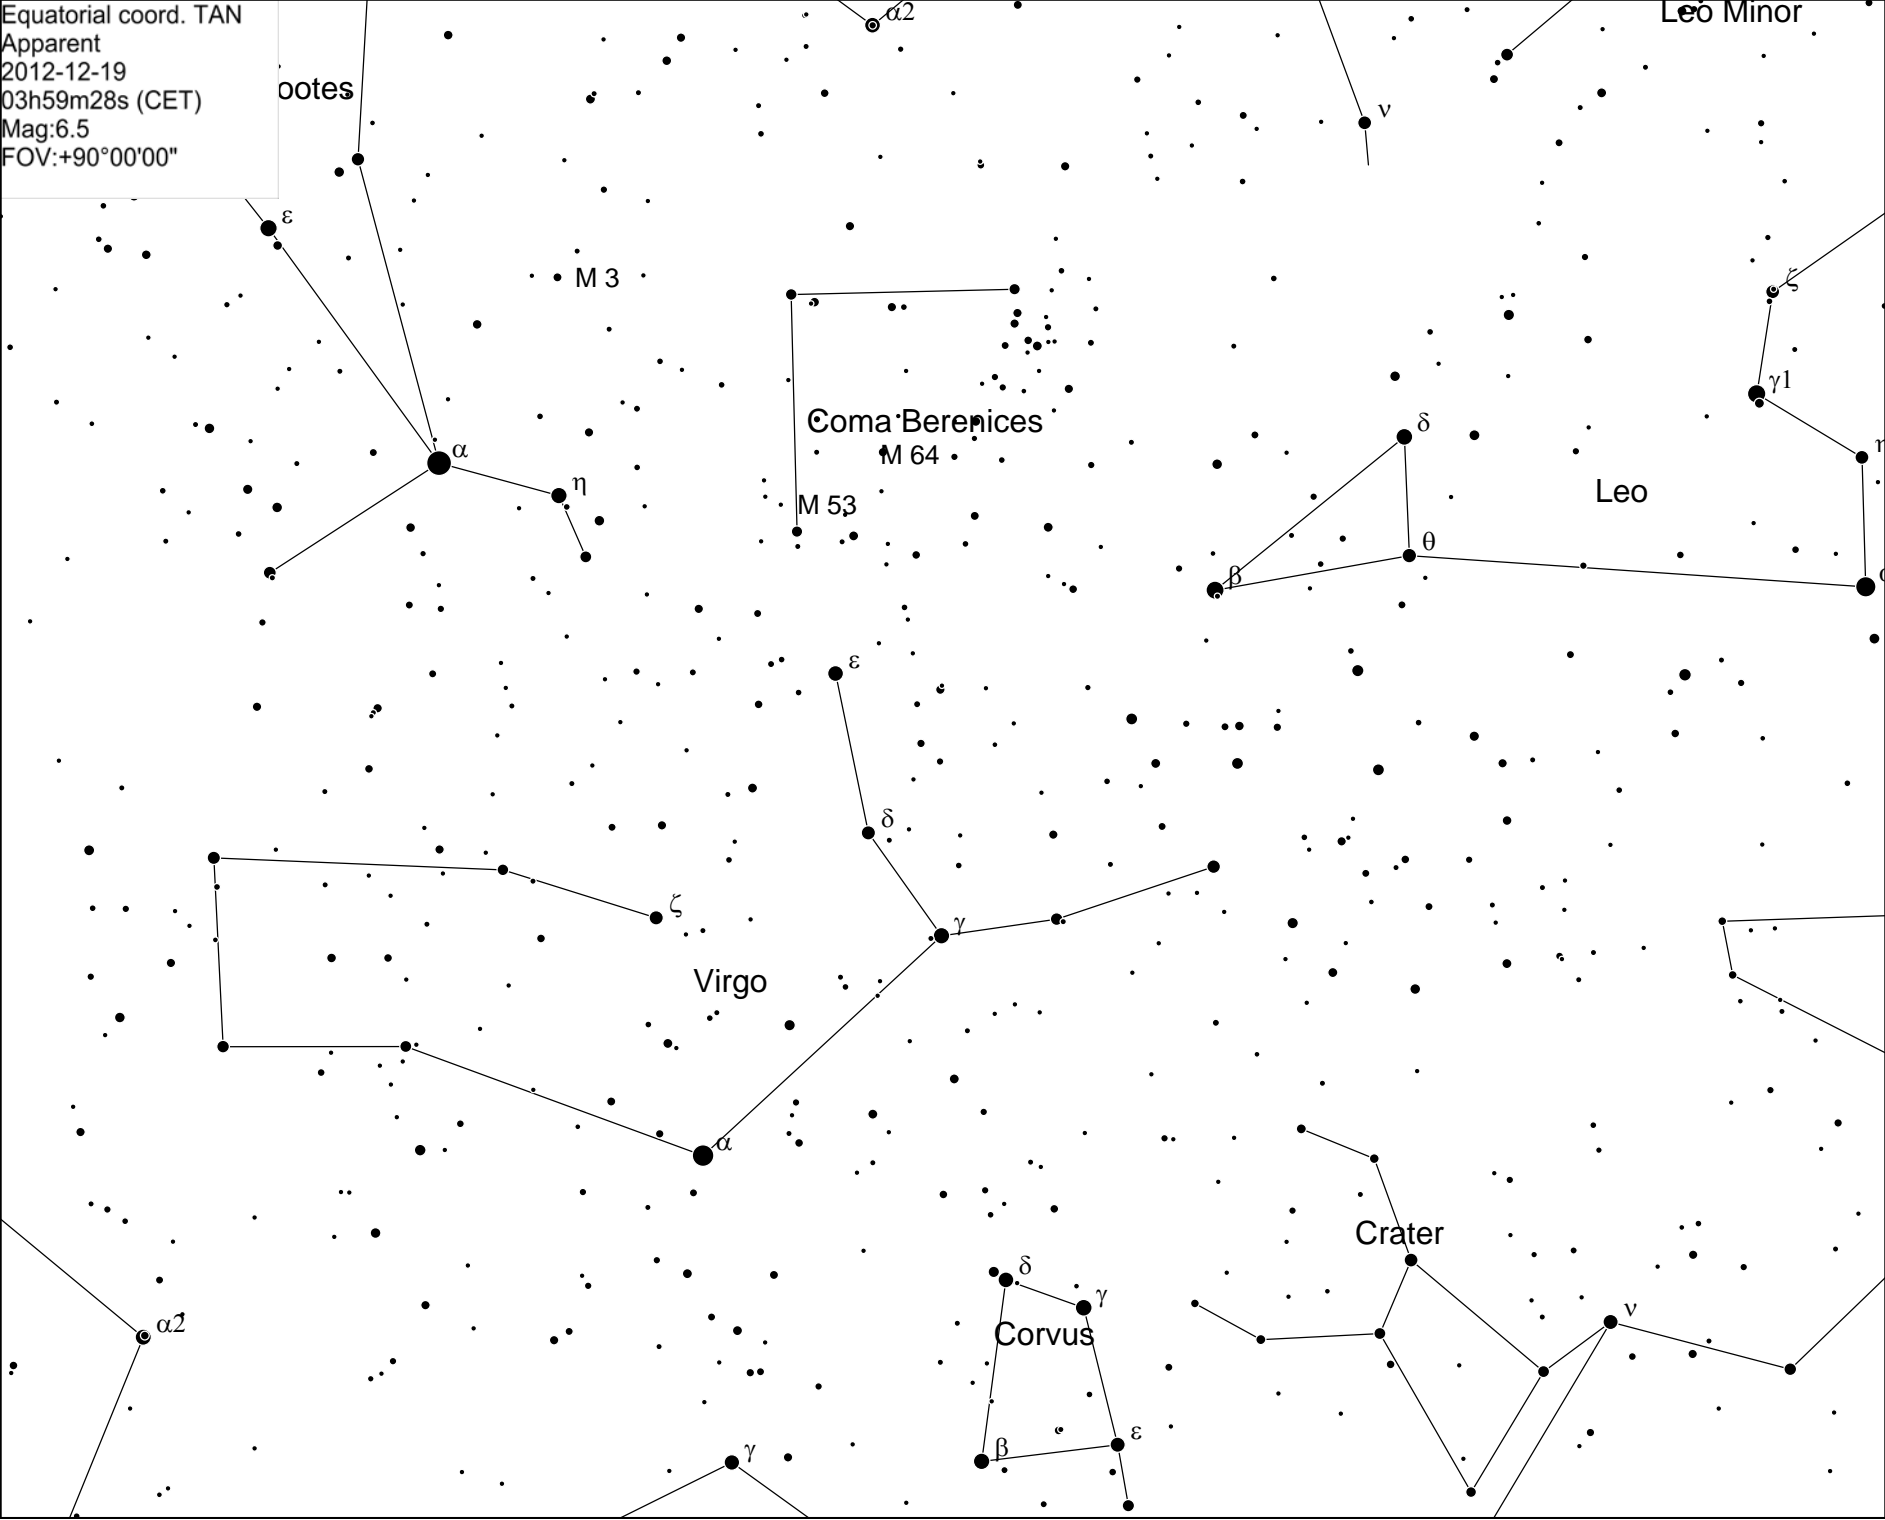 Equatorial coord. TAN
Apparent
2012-12-19
03h59m28s (CET)
Mag:6.5
FOV:+90°00'00"
α2
Leo Minor
ootes
ν
ε
M 3
ζ
γ1
Coma Berenices
δ
α
M 64
η
Leo
η
M 53
θ
β
α
ε
δ
ζ
γ
Virgo
α
Crater
δ
γ
ν
α2
Corvus
ε
β
γ